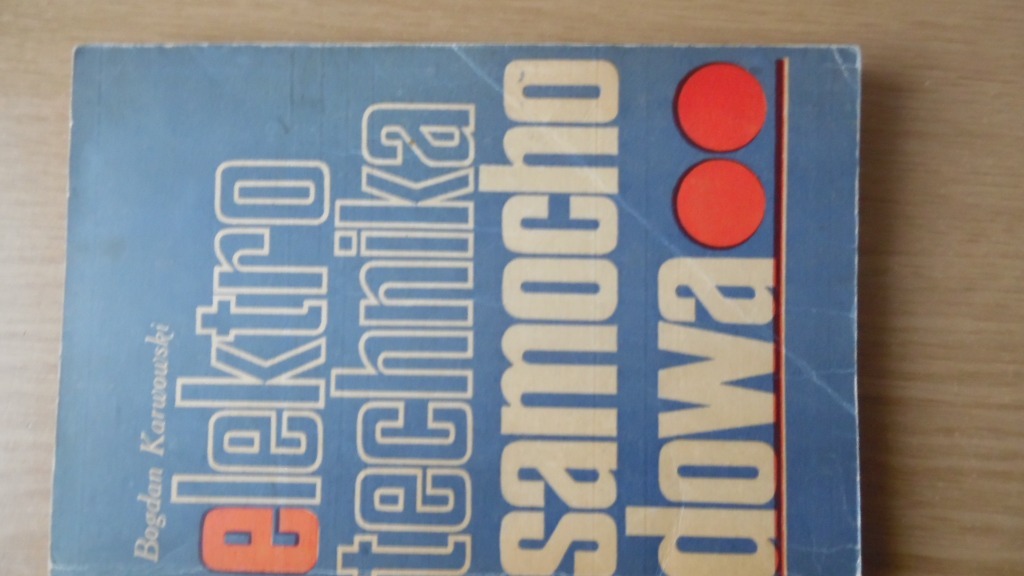 Bogdan Karwowski
elektro
technika
samocho
dowa